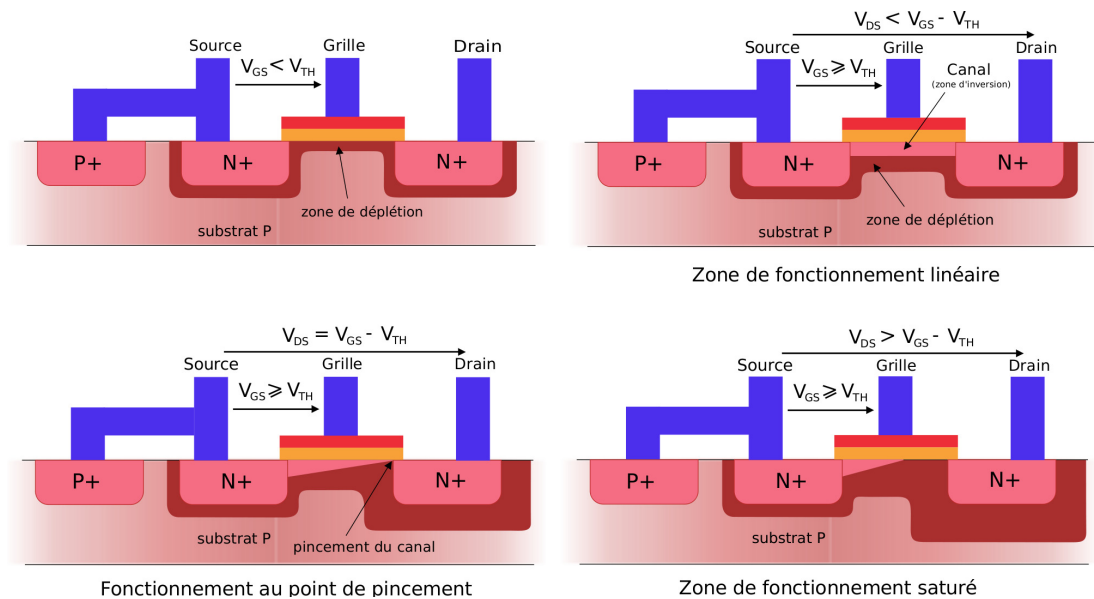 Source
Grille
Drain
V_GS < V_TH
P+
N+
N+
zone de déplétion
substrat P
V_DS < V_GS - V_TH
Source
Grille
Drain
V_GS ⩾ V_TH
Canal
(zone d'inversion)
P+
N+
N+
zone de déplétion
substrat P
Zone de fonctionnement linéaire
V_DS = V_GS - V_TH
Source
Grille
Drain
V_GS ⩾ V_TH
P+
N+
N+
substrat P
pincement du canal
Fonctionnement au point de pincement
V_DS > V_GS - V_TH
Source
Grille
Drain
V_GS ⩾ V_TH
P+
N+
N+
substrat P
Zone de fonctionnement saturé